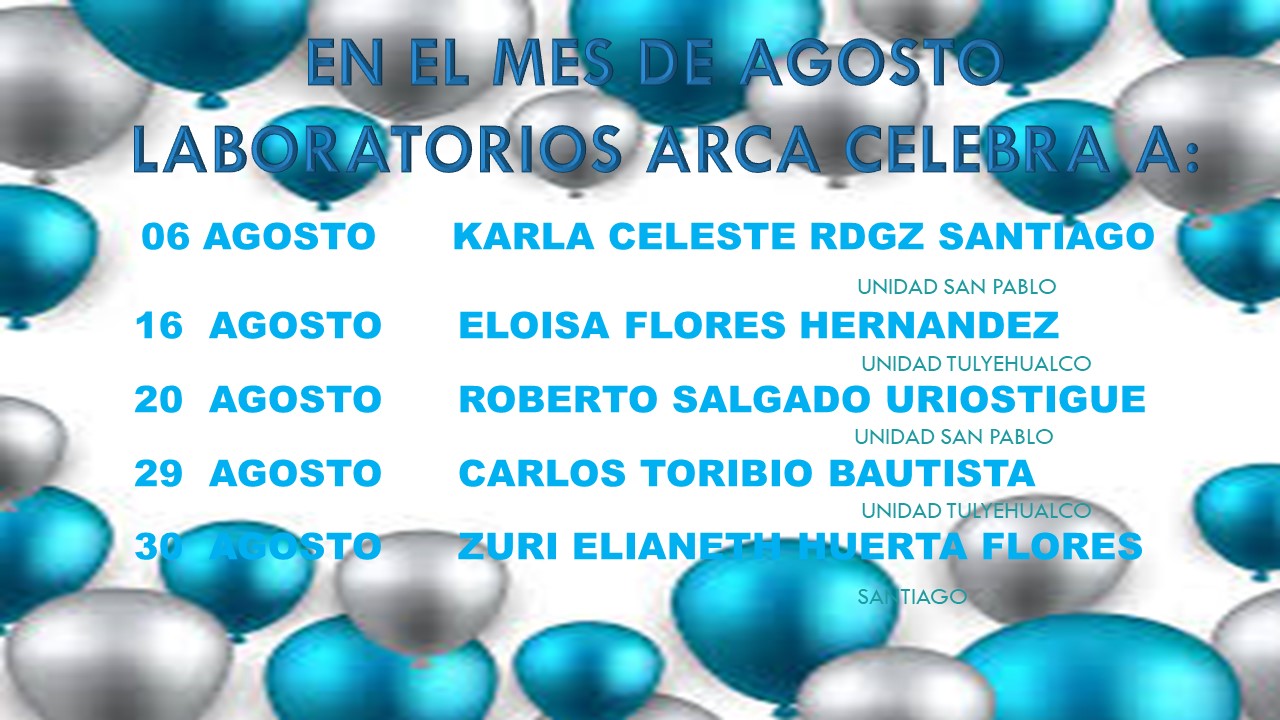 EN EL MES DE AGOSTO
LABORATORIOS ARCA CELEBRA A:
06 AGOSTO KARLA CELESTE RDGZ SANTIAGO
UNIDAD SAN PABLO
16 AGOSTO ELOISA FLORES HERNANDEZ
UNIDAD TULYEHUALCO
20 AGOSTO ROBERTO SALGADO URIOSTIGUE
UNIDAD SAN PABLO
29 AGOSTO CARLOS TORIBIO BAUTISTA
UNIDAD TULYEHUALCO
30 AGOSTO ZURI ELIANETH HUERTA FLORES
SANTIAGO